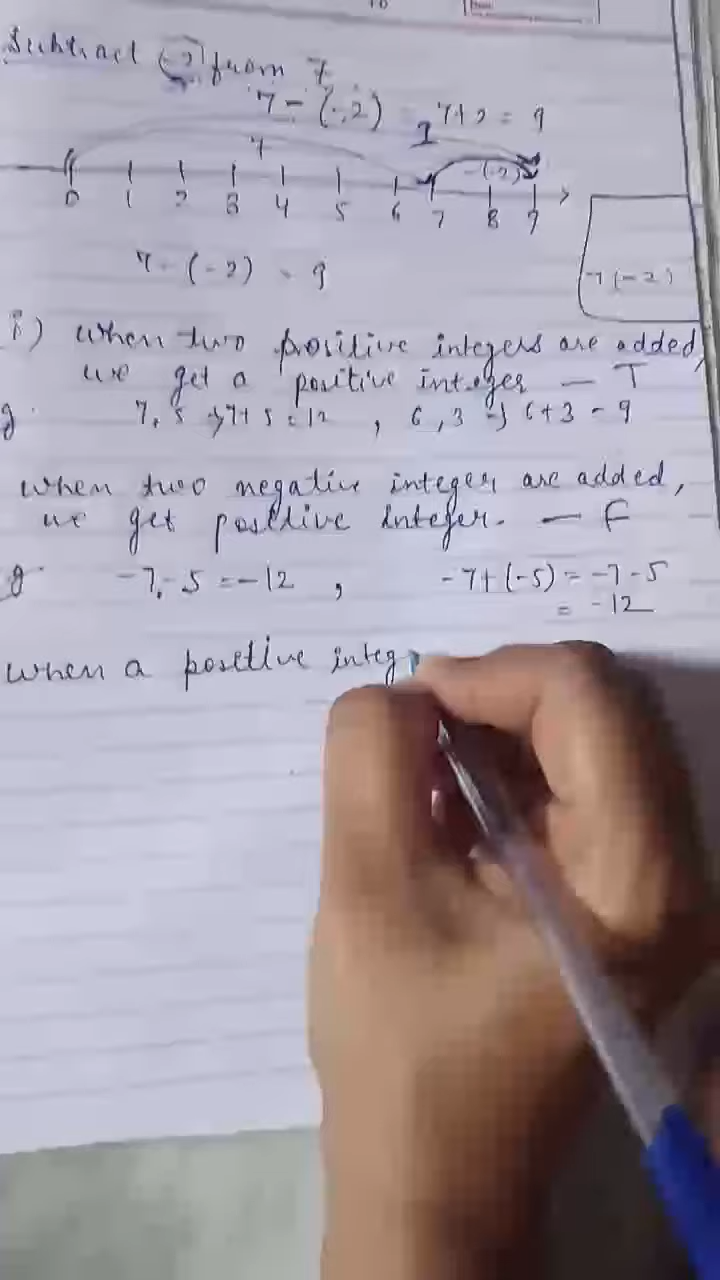 Subtract (-2) from 7
7 - (-2) = 7+2 = 9
7 -(-2)
0 1 2 3 4 5 6 7 8 9
7 - (-2) = 9
-7(-2)
i) when two positive integers are added,
we get a positive integer — T
g. 7, 5 → 7+5=12 , 6,3 → 6+3=9
when two negative integers are added,
we get positive integer. — F
g. -7,-5 = -12 , -7+(-5) = -7-5
= -12
when a positive integ